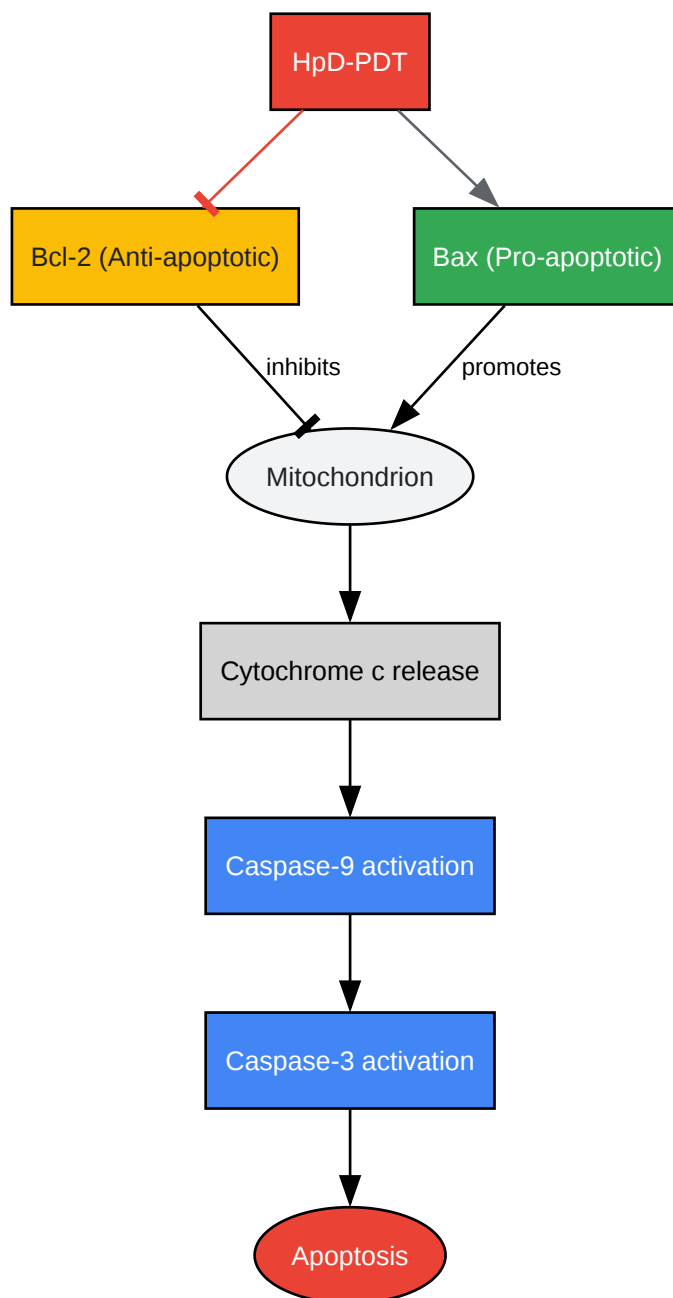 HpD-PDT
Bcl-2 (Anti-apoptotic)
Bax (Pro-apoptotic)
inhibits
promotes
Mitochondrion
Cytochrome c release
Caspase-9 activation
Caspase-3 activation
Apoptosis